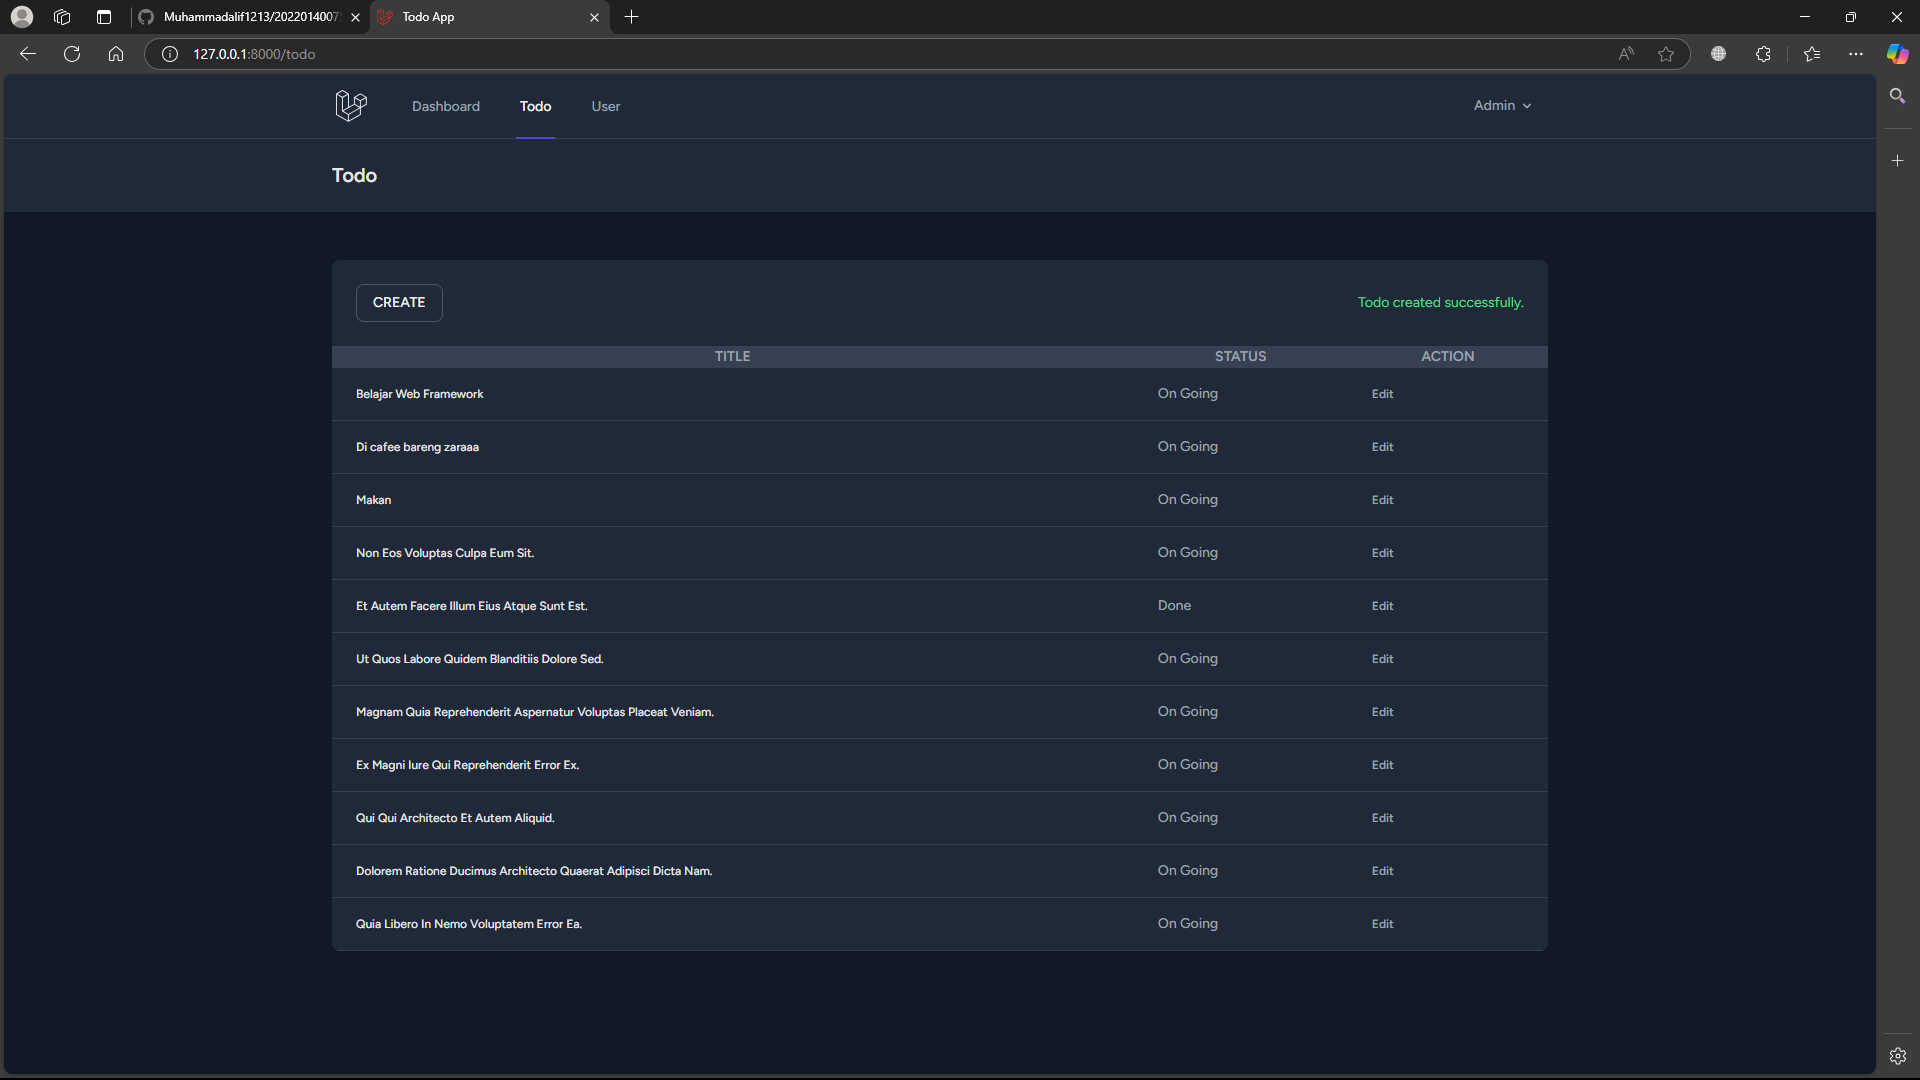 Muhammadalif1213/2022014007
Todo App
127.0.0.1:8000/todo
Dashboard Todo User Admin
Todo
CREATE Todo created successfully.
TITLE STATUS ACTION
Belajar Web Framework On Going Edit
Di cafee bareng zaraaa On Going Edit
Makan On Going Edit
Non Eos Voluptas Culpa Eum Sit. On Going Edit
Et Autem Facere Illum Eius Atque Sunt Est. Done Edit
Ut Quos Labore Quidem Blanditiis Dolore Sed. On Going Edit
Magnam Quia Reprehenderit Aspernatur Voluptas Placeat Veniam. On Going Edit
Ex Magni Iure Qui Reprehenderit Error Ex. On Going Edit
Qui Qui Architecto Et Autem Aliquid. On Going Edit
Dolorem Ratione Ducimus Architecto Quaerat Adipisci Dicta Nam. On Going Edit
Quia Libero In Nemo Voluptatem Error Ea. On Going Edit